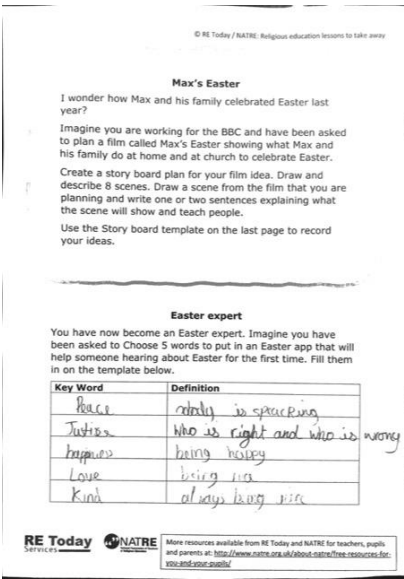 © RE Today / NATRE: Religious education lessons to take away
Max's Easter
I wonder how Max and his family celebrated Easter last
year?
Imagine you are working for the BBC and have been asked
to plan a film called Max's Easter showing what Max and
his family do at home and at church to celebrate Easter.
Create a story board plan for your film idea. Draw and
describe 8 scenes. Draw a scene from the film that you are
planning and write one or two sentences explaining what
the scene will show and teach people.
Use the Story board template on the last page to record
your ideas.
Easter expert
You have now become an Easter expert. Imagine you have
been asked to Choose 5 words to put in an Easter app that will
help someone hearing about Easter for the first time. Fill them
in on the template below.
Key Word Definition
Peace is
who is right and who is wrong
happines being happy
Love being
Kind always being
RE Today Services NATRE
More resources available from RE Today and NATRE for teachers, pupils
and parents at: http://www.natre.org.uk/about-natre/free-resources-for-
you-and-your-pupils/